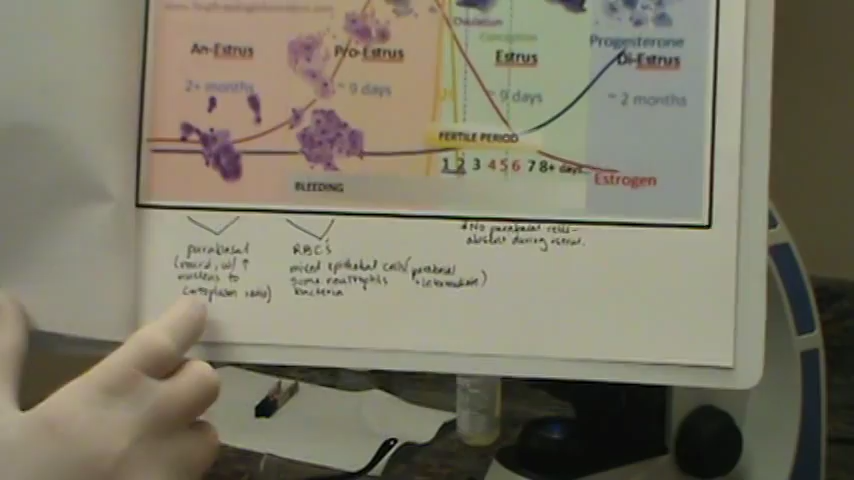 Ovulation
Conception
Progesterone
An-Estrus
Pro-Estrus
Estrus
Di-Estrus
2+ months
~ 9 days
~ 9 days
~ 2 months
FERTILE PERIOD
1 2 3 4 5 6 7 8+ days
Estrogen
BLEEDING
parabasal
(round, w/ ↑
nucleus to
cytoplasm ratio)
RBC's
mixed epithelial cells (parabasal
+ intermediate)
some neutrophils
bacteria
* No parabasal cells-
absent during estrus.